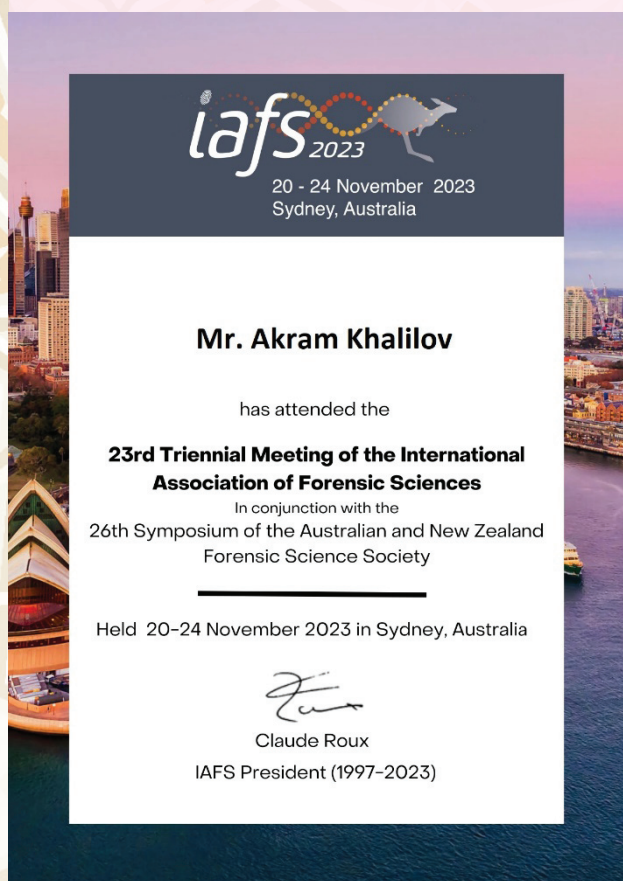 iafs 2023
20 - 24 November 2023
Sydney, Australia
Mr. Akram Khalilov
has attended the
23rd Triennial Meeting of the International
Association of Forensic Sciences
In conjunction with the
26th Symposium of the Australian and New Zealand
Forensic Science Society
Held 20–24 November 2023 in Sydney, Australia
Claude Roux
IAFS President (1997–2023)